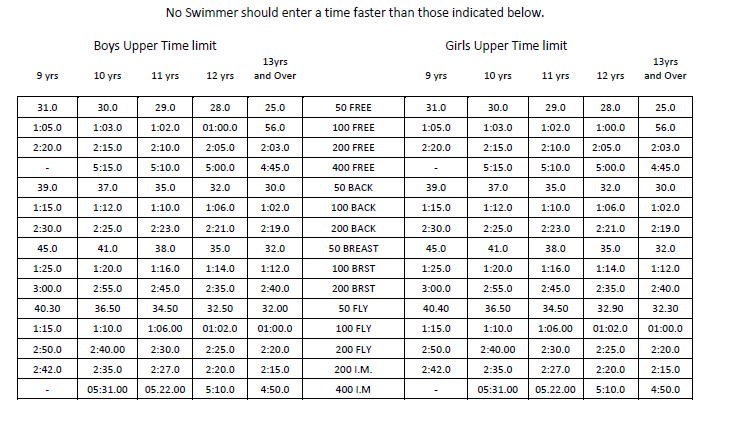 No Swimmer should enter a time faster than those indicated below.
Boys Upper Time limit Girls Upper Time limit
13yrs 13yrs
9 yrs 10 yrs 11 yrs 12 yrs and Over 9 yrs 10 yrs 11 yrs 12 yrs and Over
31.0 30.0 29.0 28.0 25.0 50 FREE 31.0 30.0 29.0 28.0 25.0
1:05.0 1:03.0 1:02.0 01:00.0 56.0 100 FREE 1:05.0 1:03.0 1:02.0 1:00.0 56.0
2:20.0 2:15.0 2:10.0 2:05.0 2:03.0 200 FREE 2:20.0 2:15.0 2:10.0 2:05.0 2:03.0
- 5:15.0 5:10.0 5:00.0 4:45.0 400 FREE - 5:15.0 5:10.0 5:00.0 4:45.0
39.0 37.0 35.0 32.0 30.0 50 BACK 39.0 37.0 35.0 32.0 30.0
1:15.0 1:12.0 1:10.0 1:06.0 1:02.0 100 BACK 1:15.0 1:12.0 1:10.0 1:06.0 1:02.0
2:30.0 2:25.0 2:23.0 2:21.0 2:19.0 200 BACK 2:30.0 2:25.0 2:23.0 2:21.0 2:19.0
45.0 41.0 38.0 35.0 32.0 50 BREAST 45.0 41.0 38.0 35.0 32.0
1:25.0 1:20.0 1:16.0 1:14.0 1:12.0 100 BRST 1:25.0 1:20.0 1:16.0 1:14.0 1:12.0
3:00.0 2:55.0 2:45.0 2:35.0 2:40.0 200 BRST 3:00.0 2:55.0 2:45.0 2:35.0 2:40.0
40.30 36.50 34.50 32.50 32.00 50 FLY 40.40 36.50 34.50 32.90 32.30
1:15.0 1:10.0 1:06.00 01:02.0 01:00.0 100 FLY 1:15.0 1:10.0 1:06.00 01:02.0 01:00.0
2:50.0 2:40.00 2:30.0 2:25.0 2:20.0 200 FLY 2:50.0 2:40.00 2:30.0 2:25.0 2:20.0
2:42.0 2:35.0 2:27.0 2:20.0 2:15.0 200 I.M. 2:42.0 2:35.0 2:27.0 2:20.0 2:15.0
- 05:31.00 05.22.00 5:10.0 4:50.0 400 I.M - 05:31.00 05.22.00 5:10.0 4:50.0